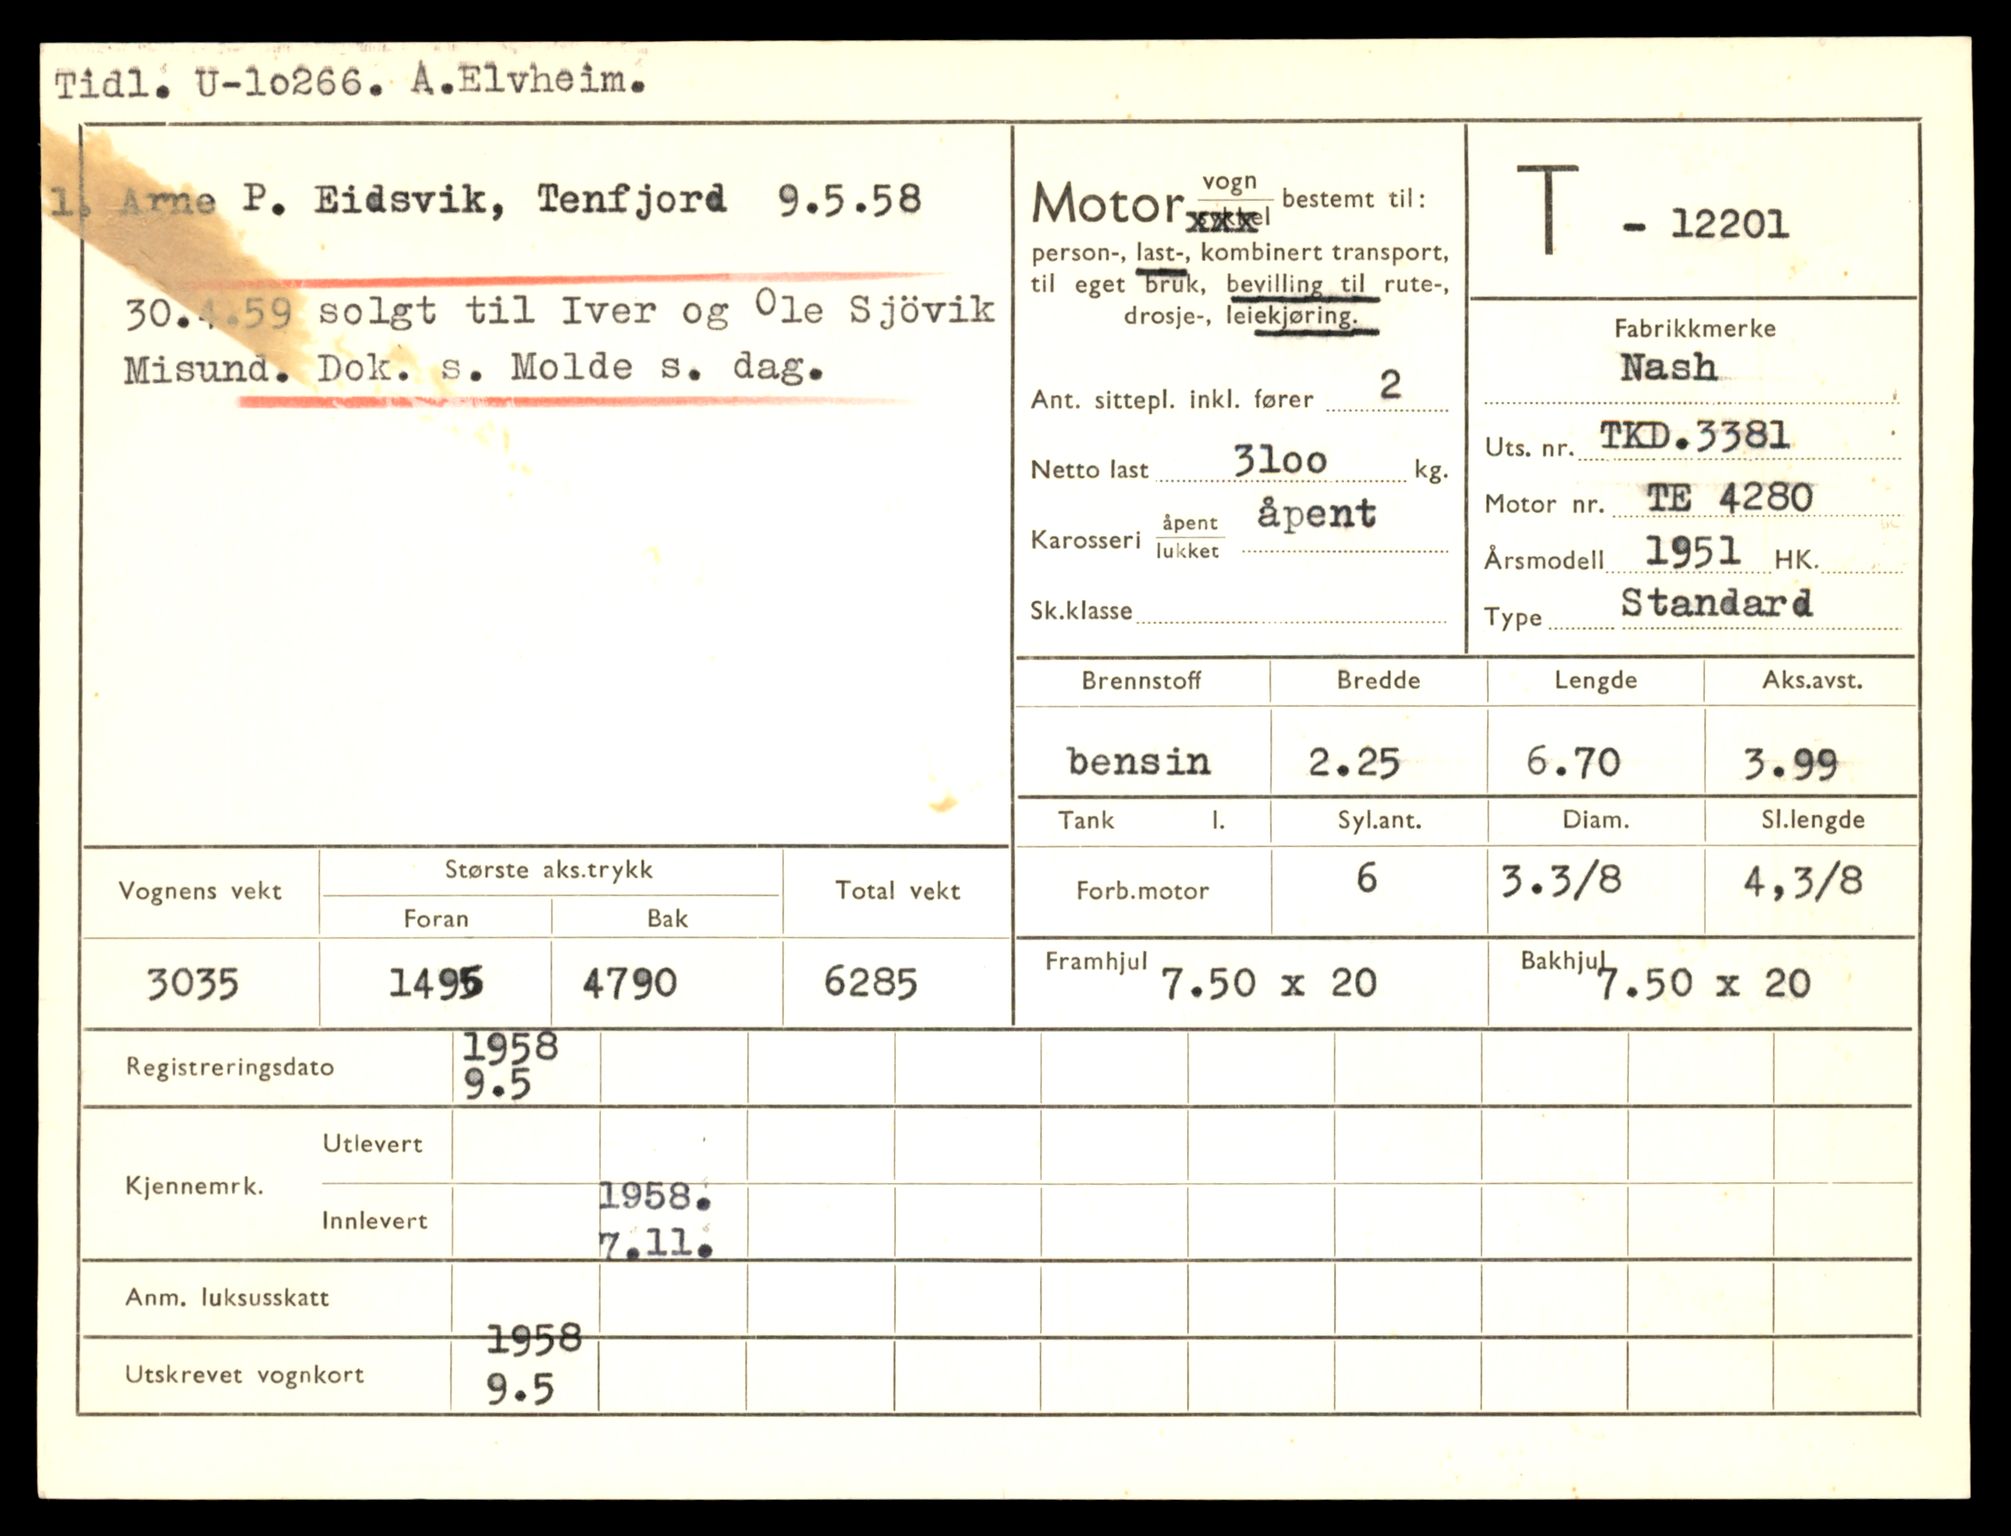 Tidl. U-10266. A.Elvheim.
1. Arne P. Eidsvik, Tenfjord 9.5.58
30.4.59 solgt til Iver og Ole Sjövik
Misund. Dok. s. Molde s. dag.
Motor vogn / sykkel bestemt til:
xxx
person-, last-, kombinert transport,
til eget bruk, bevilling til rute-,
drosje-, leiekjøring.
Ant. sittepl. inkl. fører 2
Netto last 3100 kg.
Karosseri åpent / lukket åpent
Sk.klasse
T - 12201
Fabrikkmerke
Nash
Uts. nr. TKD.3381
Motor nr. TE 4280
Årsmodell 1951 HK.
Type Standard
Brennstoff Bredde Lengde Aks.avst.
bensin 2.25 6.70 3.99
Tank l. Syl.ant. Diam. Sl.lengde
Forb.motor 6 3.3/8 4,3/8
Framhjul 7.50 x 20 Bakhjul 7.50 x 20
Vognens vekt Største aks.trykk Total vekt
Foran Bak
3035 1495 4790 6285
Registreringsdato 1958
9.5
Kjennemrk. Utlevert
Innlevert 1958.
7.11.
Anm. luksusskatt
Utskrevet vognkort 1958
9.5